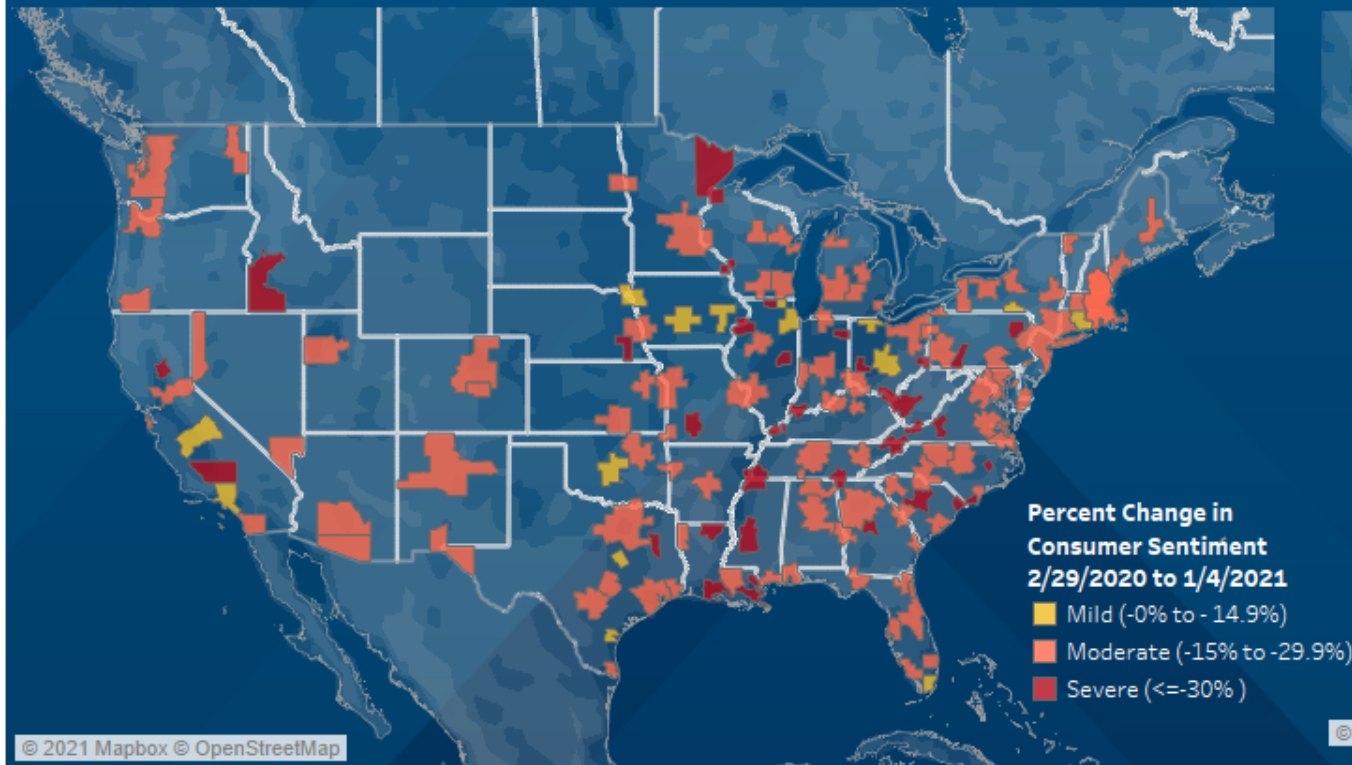 Percent Change in
Consumer Sentiment
2/29/2020 to 1/4/2021
Mild (-0% to - 14.9%)
Moderate (-15% to -29.9%)
Severe (<=-30% )
© 2021 Mapbox © OpenStreetMap
©